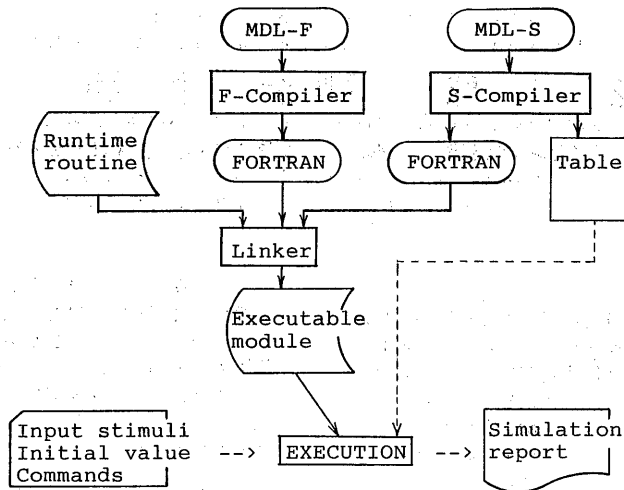 MDL-F
MDL-S
F-Compiler
S-Compiler
Runtime
routine
FORTRAN
FORTRAN
Table
Linker
Executable
module
Input stimuli
Initial value
Commands
EXECUTION
Simulation
report